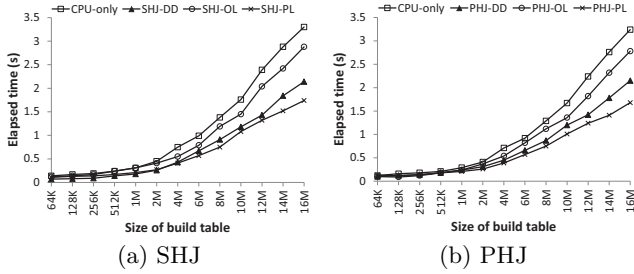 CPU-only SHJ-DD SHJ-OL SHJ-PL
3.5
3
2.5
2
1.5
1
0.5
0
Elapsed time (s)
64K 128K 256K 512K 1M 2M 4M 6M 8M 10M 12M 14M 16M
Size of build table
(a) SHJ
CPU-only PHJ-DD PHJ-OL PHJ-PL
3.5
3
2.5
2
1.5
1
0.5
0
Elapsed time (s)
64K 128K 256K 512K 1M 2M 4M 6M 8M 10M 12M 14M 16M
Size of build table
(b) PHJ